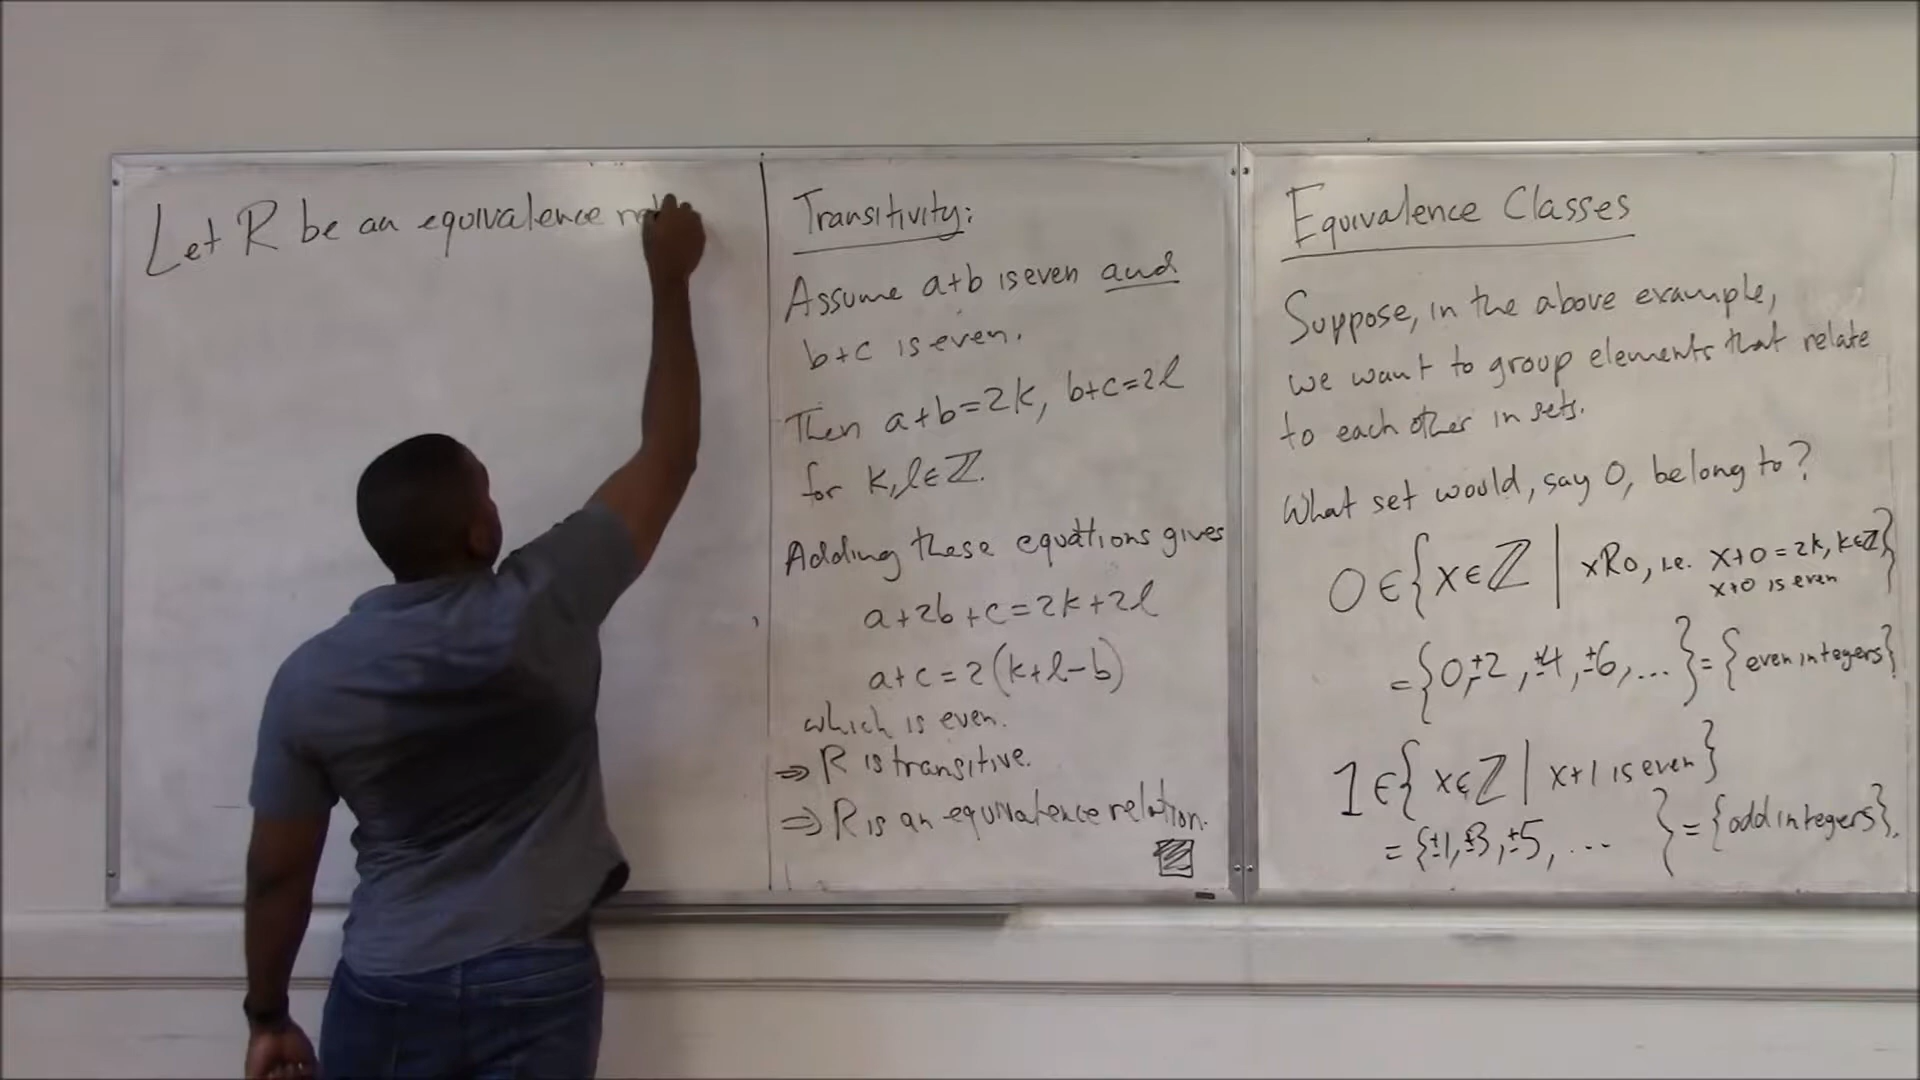 Let R be an equivalence
Transitivity:
Assume a+b is even and
b+c is even.
Then a+b=2k, b+c=2l
for k,l∈ℤ.
Adding these equations gives
a+2b+c=2k+2l
a+c=2(k+l-b)
which is even.
⇒ R is transitive.
⇒ R is an equivalence relation.
Equivalence Classes
Suppose, in the above example,
we want to group elements that relate
to each other in sets.
What set would, say 0, belong to?
0∈{x∈ℤ | xR0, i.e. x+0=2k, k∈ℤ}
x+0 is even
={0,±2,±4,±6,...}={even integers}
1∈{x∈ℤ | x+1 is even}
={±1,±3,±5,... }={odd integers}.